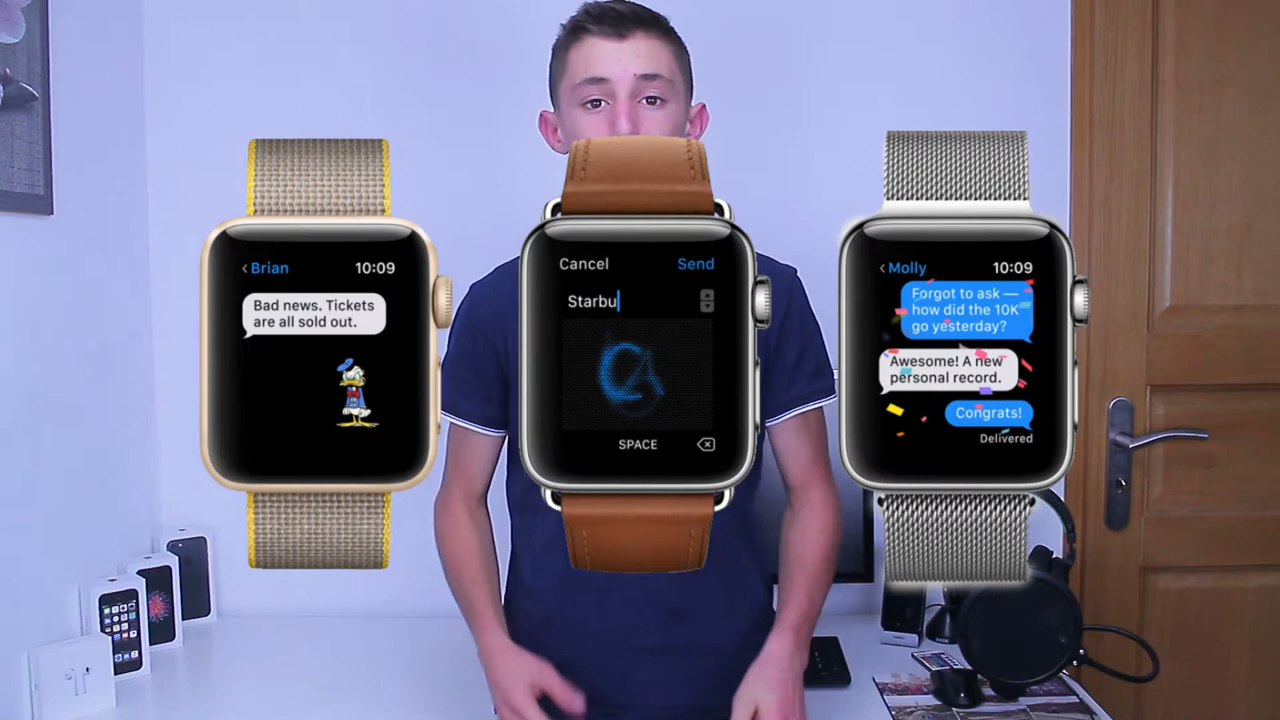 ‹ Brian 10:09
Bad news. Tickets
are all sold out.
Cancel Send
Starbu
SPACE
‹ Molly 10:09
Forgot to ask —
how did the 10K
go yesterday?
Awesome! A new
personal record.
Congrats!
Delivered